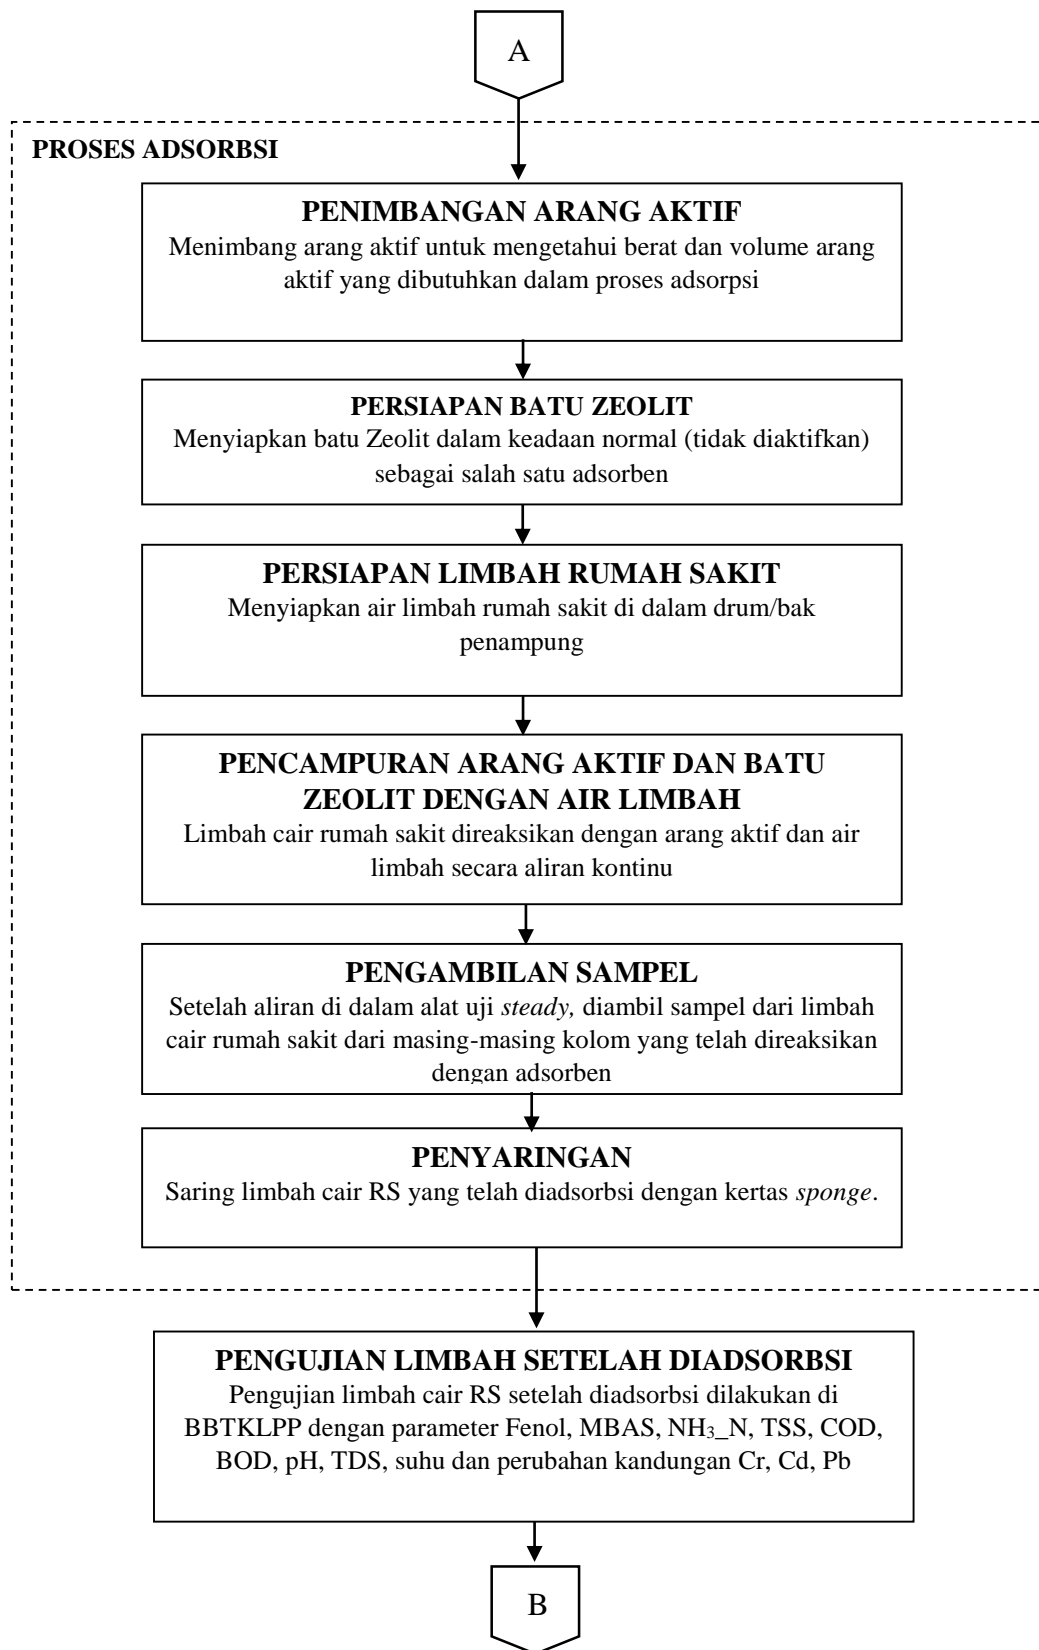 A
PROSES ADSORBSI
PENIMBANGAN ARANG AKTIF
Menimbang arang aktif untuk mengetahui berat dan volume arang
aktif yang dibutuhkan dalam proses adsorpsi
PERSIAPAN BATU ZEOLIT
Menyiapkan batu Zeolit dalam keadaan normal (tidak diaktifkan)
sebagai salah satu adsorben
PERSIAPAN LIMBAH RUMAH SAKIT
Menyiapkan air limbah rumah sakit di dalam drum/bak
penampung
PENCAMPURAN ARANG AKTIF DAN BATU
ZEOLIT DENGAN AIR LIMBAH
Limbah cair rumah sakit direaksikan dengan arang aktif dan air
limbah secara aliran kontinu
PENGAMBILAN SAMPEL
Setelah aliran di dalam alat uji steady, diambil sampel dari limbah
cair rumah sakit dari masing-masing kolom yang telah direaksikan
dengan adsorben
PENYARINGAN
Saring limbah cair RS yang telah diadsorbsi dengan kertas sponge.
PENGUJIAN LIMBAH SETELAH DIADSORBSI
Pengujian limbah cair RS setelah diadsorbsi dilakukan di
BBTKLPP dengan parameter Fenol, MBAS, NH₃_N, TSS, COD,
BOD, pH, TDS, suhu dan perubahan kandungan Cr, Cd, Pb
B